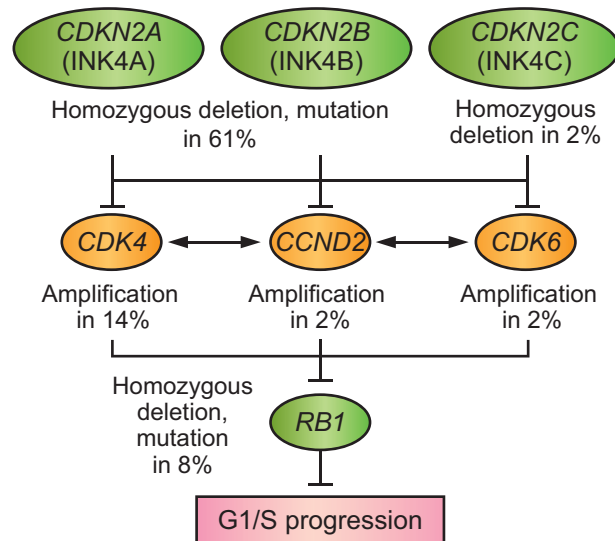 CDKN2A
(INK4A)
CDKN2B
(INK4B)
CDKN2C
(INK4C)
Homozygous deletion, mutation
in 61%
Homozygous
deletion in 2%
CDK4
CCND2
CDK6
Amplification
in 14%
Amplification
in 2%
Amplification
in 2%
Homozygous
deletion,
mutation
in 8%
RB1
G1/S progression